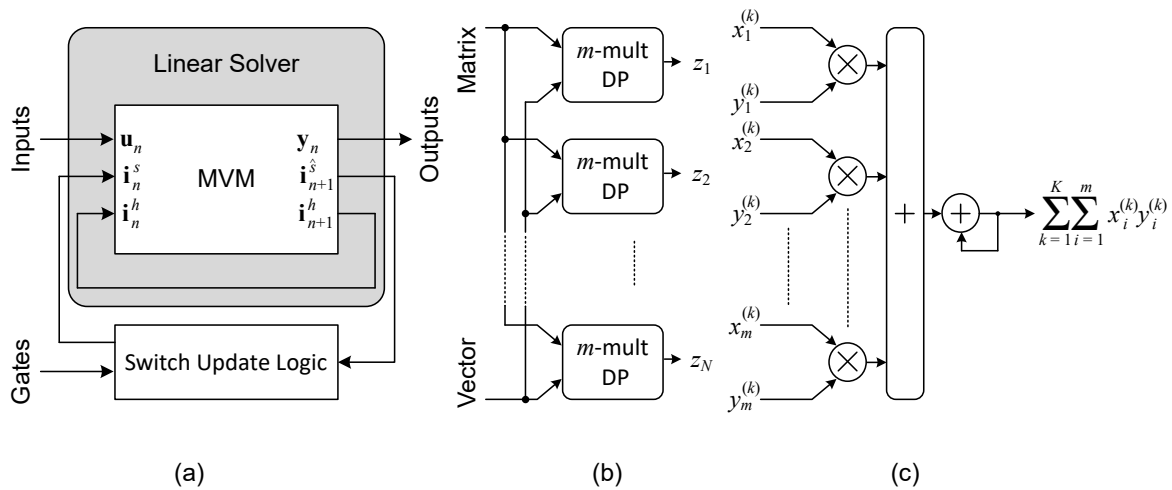 Linear Solver
Inputs
u_n
y_n
Outputs
i_n^s
MVM
i_{n+1}^{ŝ}
i_n^h
i_{n+1}^h
Gates
Switch Update Logic
(a)
Matrix
m-mult
DP
z_1
m-mult
DP
z_2
m-mult
DP
z_N
Vector
(b)
x_1^{(k)}
×
y_1^{(k)}
x_2^{(k)}
×
y_2^{(k)}
x_m^{(k)}
×
y_m^{(k)}
+
+
\sum_{k=1}^{K} \sum_{i=1}^{m} x_i^{(k)} y_i^{(k)}
(c)